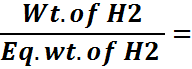 Wt.of H2
Eq.wt.of H2 =